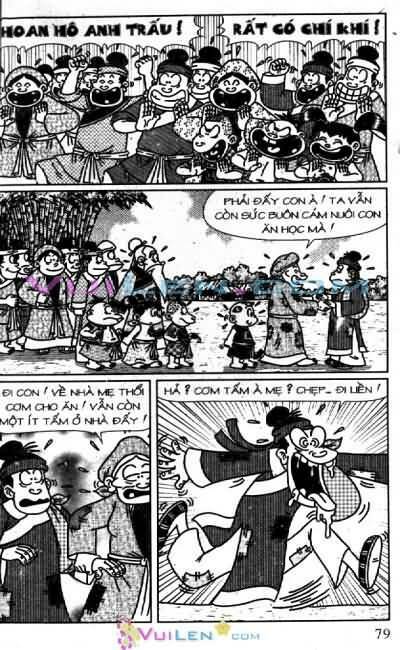 HOAN HÔ ANH TRẤU! RẤT CÓ CHÍ KHÍ!
PHẢI ĐẤY CON À! TA VẪN
CÒN SỨC BUÔN CÁM NUÔI CON
ĂN HỌC MÀ!
VUILEN.COM
ĐI CON! VỀ NHÀ MẸ THỔI
CƠM CHO ĂN! VẪN CÒN
MỘT ÍT TẤM Ở NHÀ ĐẤY!
HẢ? CƠM TẤM À MẸ? CHẸP... ĐI LIỀN!
79
VUILEN.com